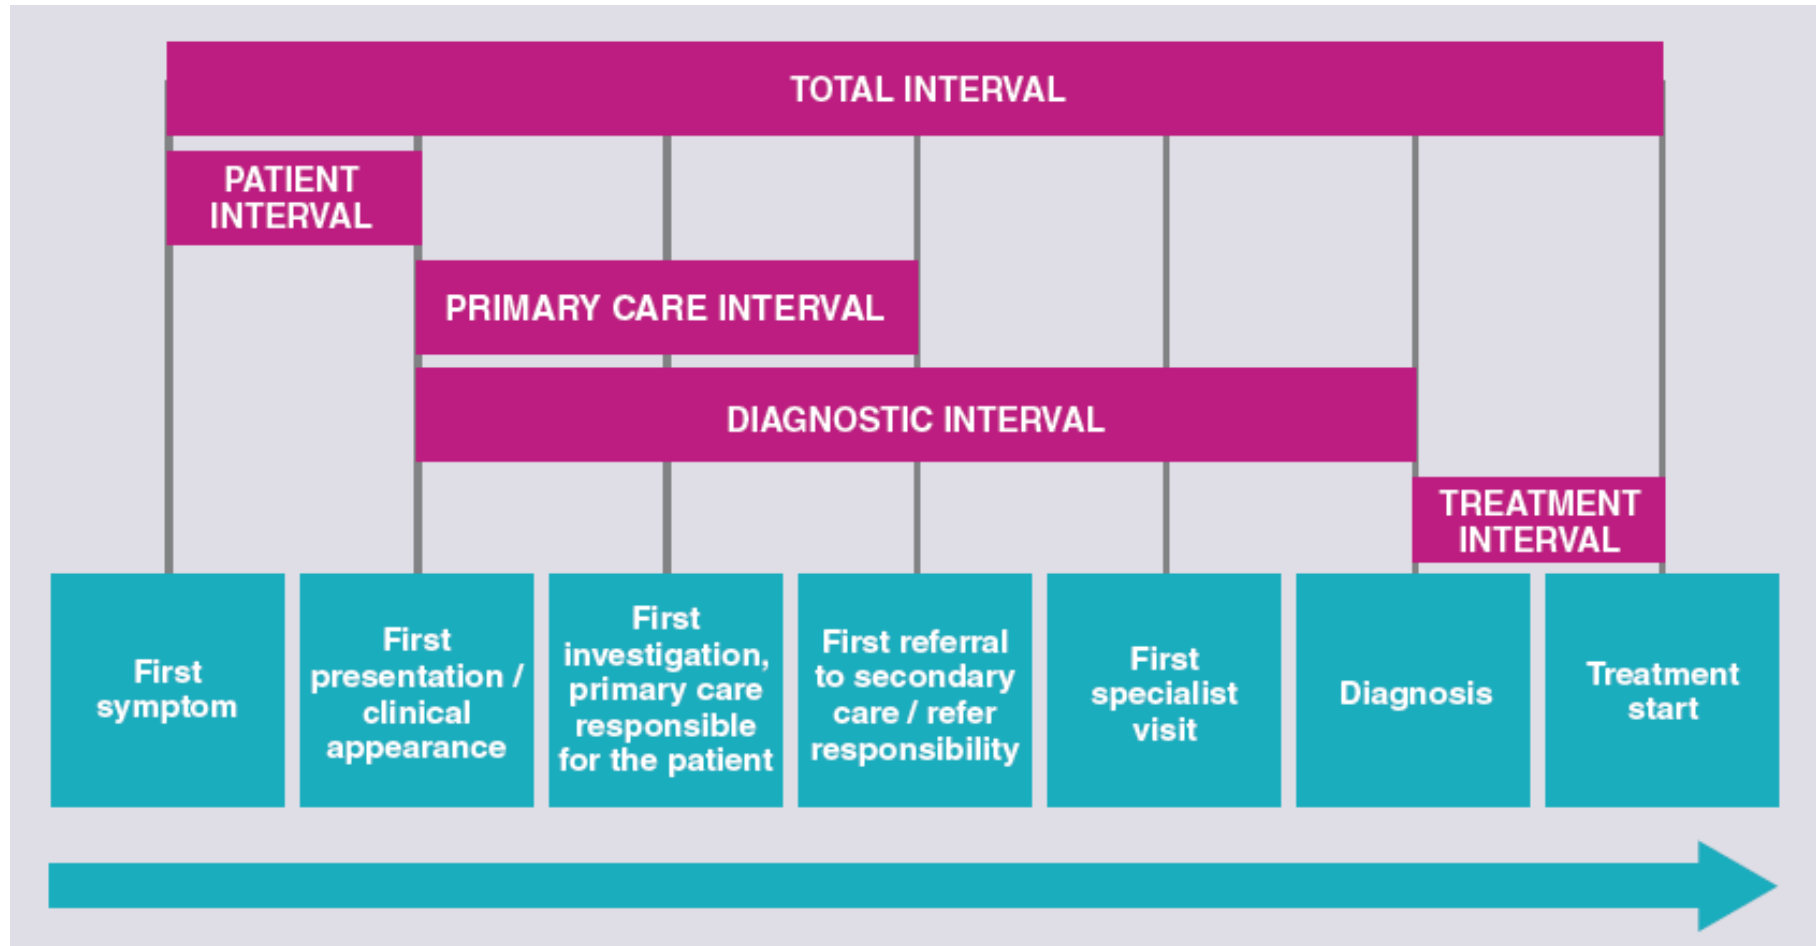 TOTAL INTERVAL
PATIENT
INTERVAL
PRIMARY CARE INTERVAL
DIAGNOSTIC INTERVAL
TREATMENT
INTERVAL
First
symptom
First
presentation /
clinical
appearance
First
investigation,
primary care
responsible
for the patient
First referral
to secondary
care / refer
responsibility
First
specialist
visit
Diagnosis
Treatment
start